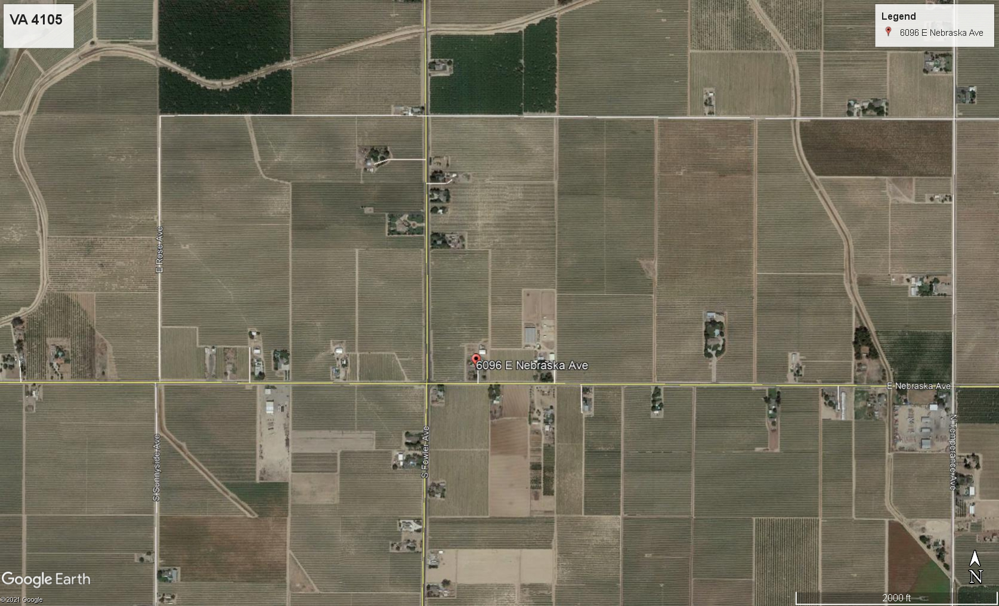 VA 4105
Legend
6096 E Nebraska Ave
E Rose Ave
6096 E Nebraska Ave
E Nebraska Ave
S Sunnyside Ave
S Fowler Ave
N Temperance Ave
N
Google Earth
2000 ft
©2021 Google